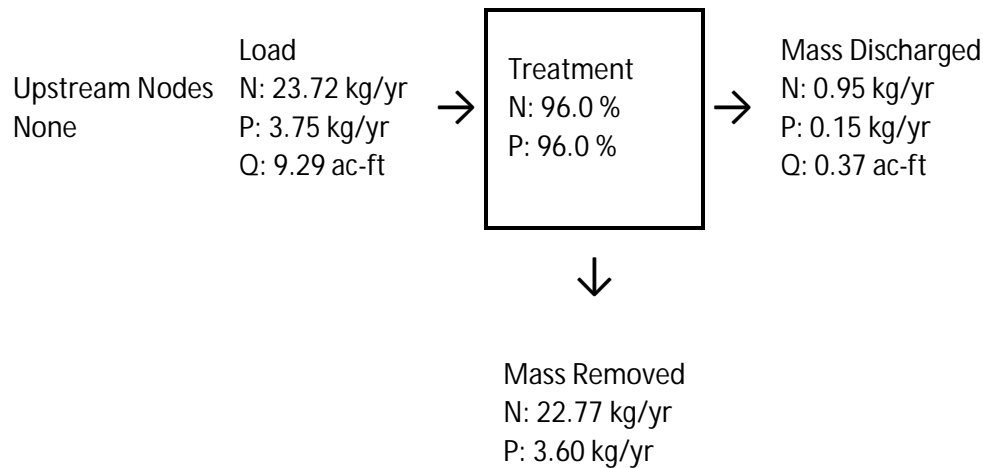 Upstream Nodes
None
Load
N: 23.72 kg/yr
P: 3.75 kg/yr
Q: 9.29 ac-ft
Treatment
N: 96.0 %
P: 96.0 %
Mass Discharged
N: 0.95 kg/yr
P: 0.15 kg/yr
Q: 0.37 ac-ft
Mass Removed
N: 22.77 kg/yr
P: 3.60 kg/yr